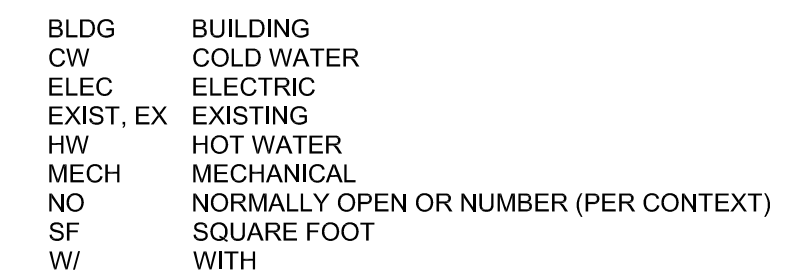 BLDG BUILDING
CW COLD WATER
ELEC ELECTRIC
EXIST, EX EXISTING
HW HOT WATER
MECH MECHANICAL
NO NORMALLY OPEN OR NUMBER (PER CONTEXT)
SF SQUARE FOOT
W/ WITH